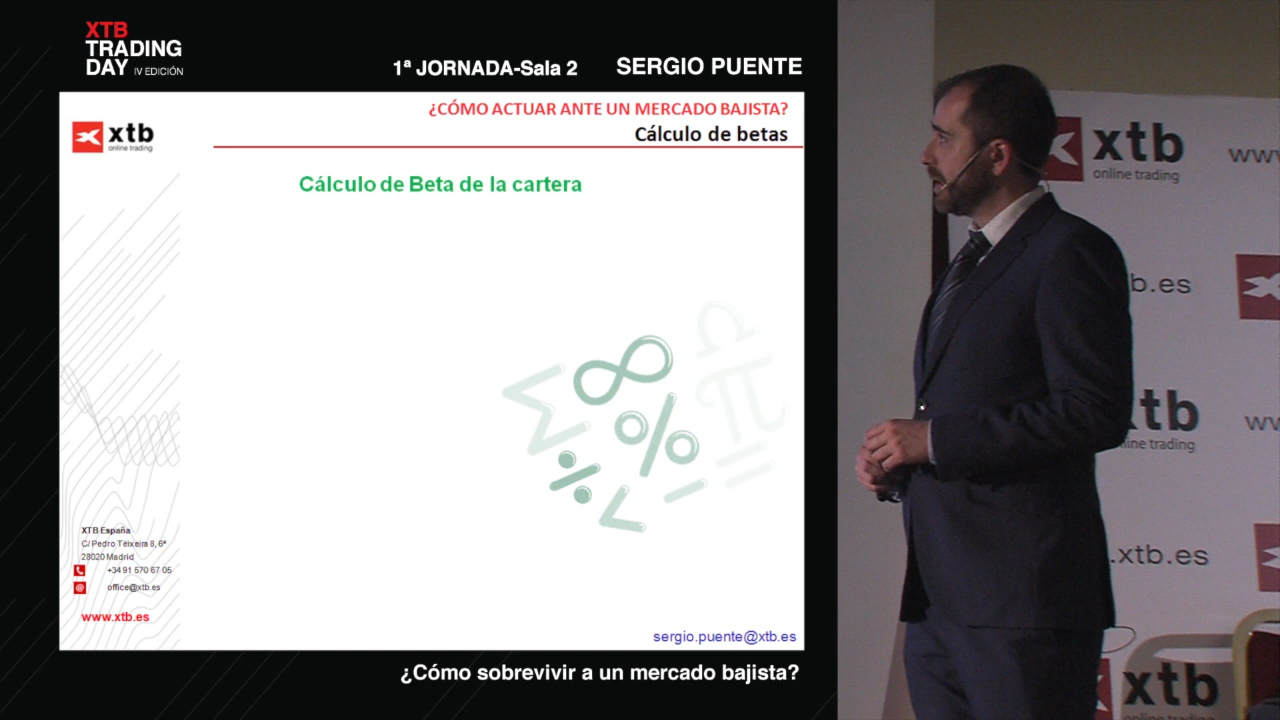 XTB
TRADING
DAY IV EDICIÓN
1ª JORNADA-Sala 2
SERGIO PUENTE
¿CÓMO ACTUAR ANTE UN MERCADO BAJISTA?
Cálculo de betas
xtb
online trading
Cálculo de Beta de la cartera
XTB España
C/ Pedro Teixeira 8, 6ª
28020 Madrid
+34 91 570 67 05
office@xtb.es
www.xtb.es
sergio.puente@xtb.es
¿Cómo sobrevivir a un mercado bajista?
xtb
online trading
www
b.es
xtb
line trading
.xtb.es
xtb
online trading